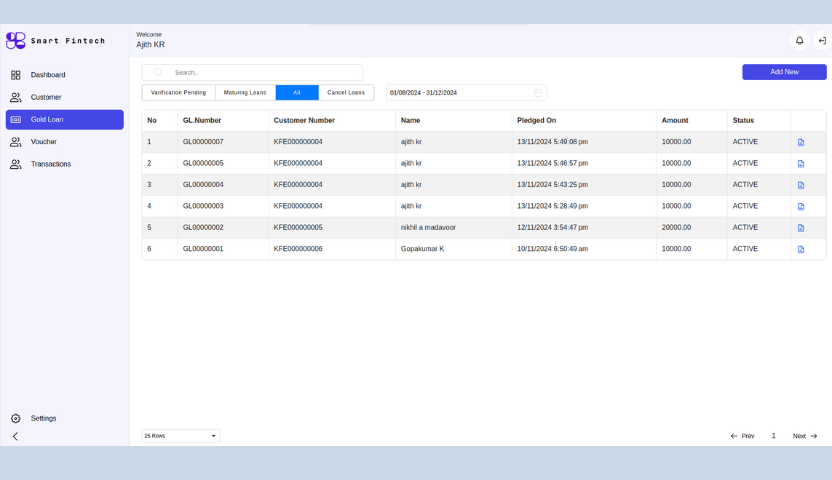 Smart Fintech
Welcome
Ajith KR
Dashboard
Customer
Gold Loan
Voucher
Transactions
Settings
Search..
Add New
Varification Pending Maturing Loans All Cancel Loans 01/08/2024 - 31/12/2024
No GL.Number Customer Number Name Pledged On Amount Status
1 GL00000007 KFE000000004 ajith kr 13/11/2024 5:49:08 pm 10000.00 ACTIVE
2 GL00000005 KFE000000004 ajith kr 13/11/2024 5:46:57 pm 10000.00 ACTIVE
3 GL00000004 KFE000000004 ajith kr 13/11/2024 5:43:25 pm 10000.00 ACTIVE
4 GL00000003 KFE000000004 ajith kr 13/11/2024 5:28:49 pm 10000.00 ACTIVE
5 GL00000002 KFE000000005 nikhil a madavoor 12/11/2024 3:54:47 pm 20000.00 ACTIVE
6 GL00000001 KFE000000006 Gopakumar K 10/11/2024 6:50:49 am 10000.00 ACTIVE
25 Rows
Prev 1 Next